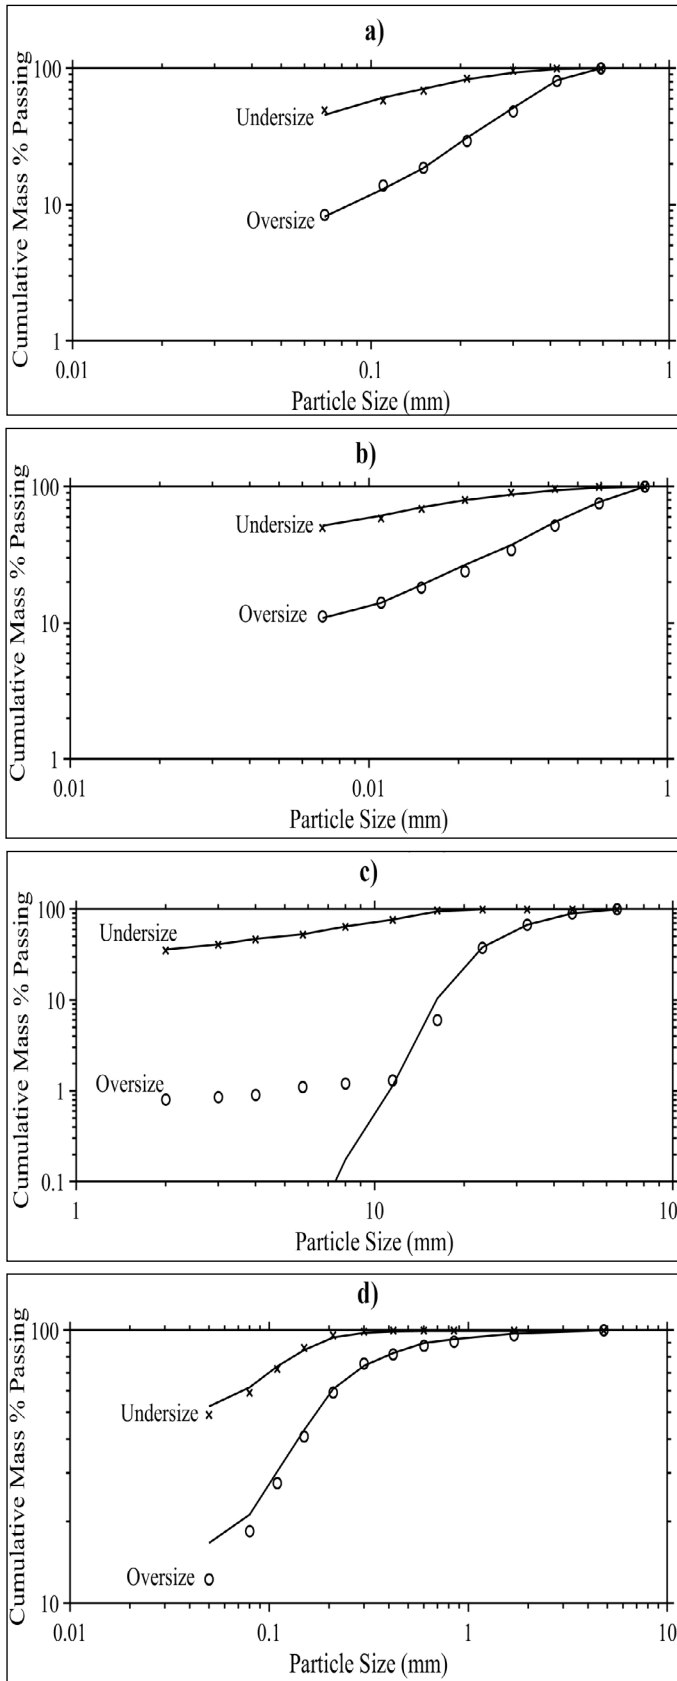 a)
Cumulative Mass % Passing
100
10
1
Undersize
Oversize
0.01
0.1
1
Particle Size (mm)
b)
Cumulative Mass % Passing
100
10
1
Undersize
Oversize
0.01
0.01
1
Particle Size (mm)
c)
Cumulative Mass % Passing
100
10
1
0.1
Undersize
Oversize
1
10
10
Particle Size (mm)
d)
Cumulative Mass % Passing
100
10
Undersize
Oversize
0.01
0.1
1
10
Particle Size (mm)